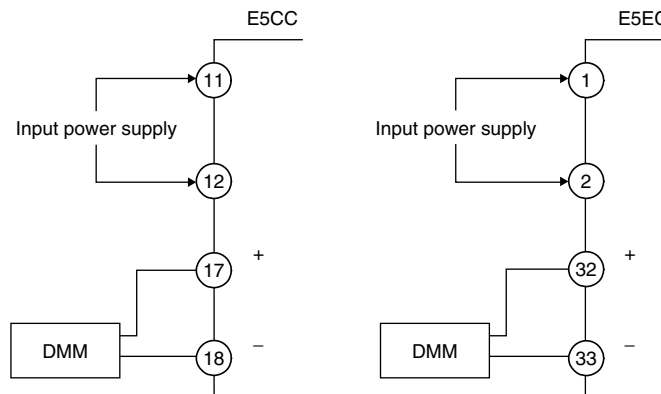 E5CC
11
Input power supply
12
17 +
DMM
18 −
E5EC
1
Input power supply
2
32 +
DMM
33 −